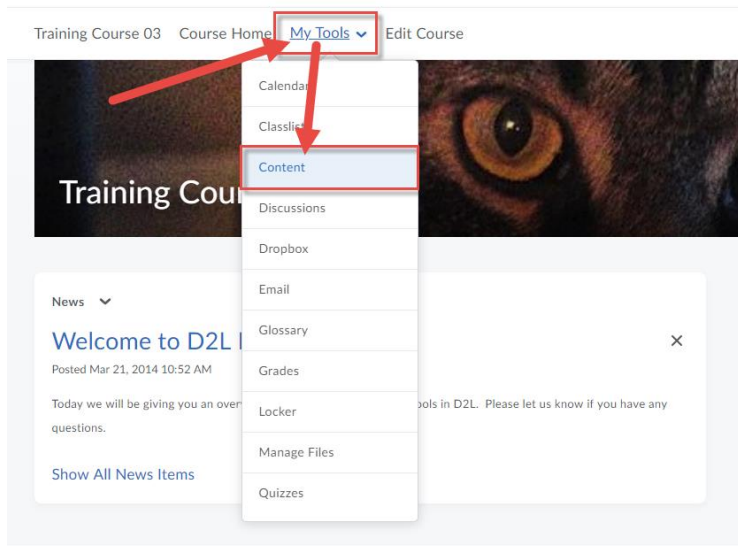 Training Course 03 Course Home My Tools Edit Course
Calendar
Classlist
Content
Discussions
Dropbox
Email
Glossary
Grades
Locker
Manage Files
Quizzes
Training Cour
News
Welcome to D2L
Posted Mar 21, 2014 10:52 AM
Today we will be giving you an over ools in D2L. Please let us know if you have any
questions.
Show All News Items